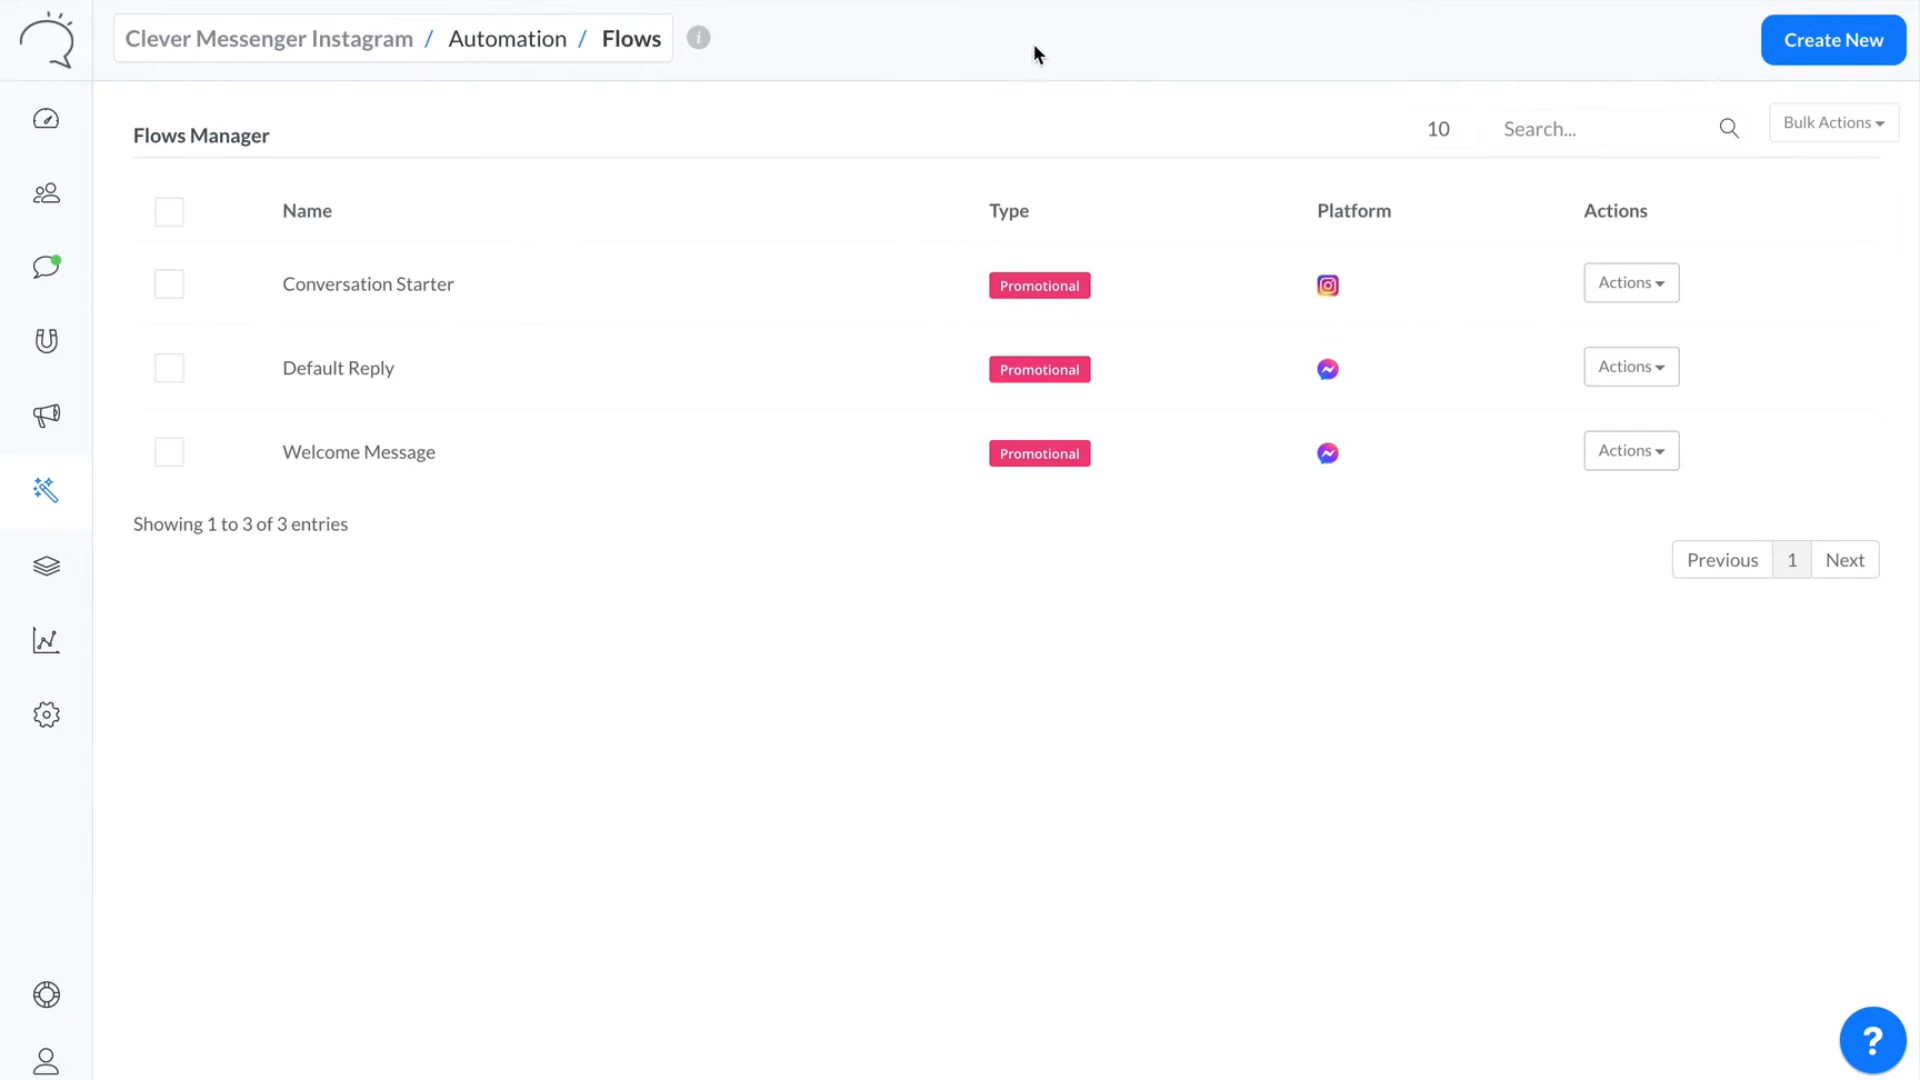 Clever Messenger Instagram / Automation / Flows i
Create New
Flows Manager
10
Search...
Bulk Actions
Name Type Platform Actions
Conversation Starter Promotional Actions
Default Reply Promotional Actions
Welcome Message Promotional Actions
Showing 1 to 3 of 3 entries
Previous 1 Next
?